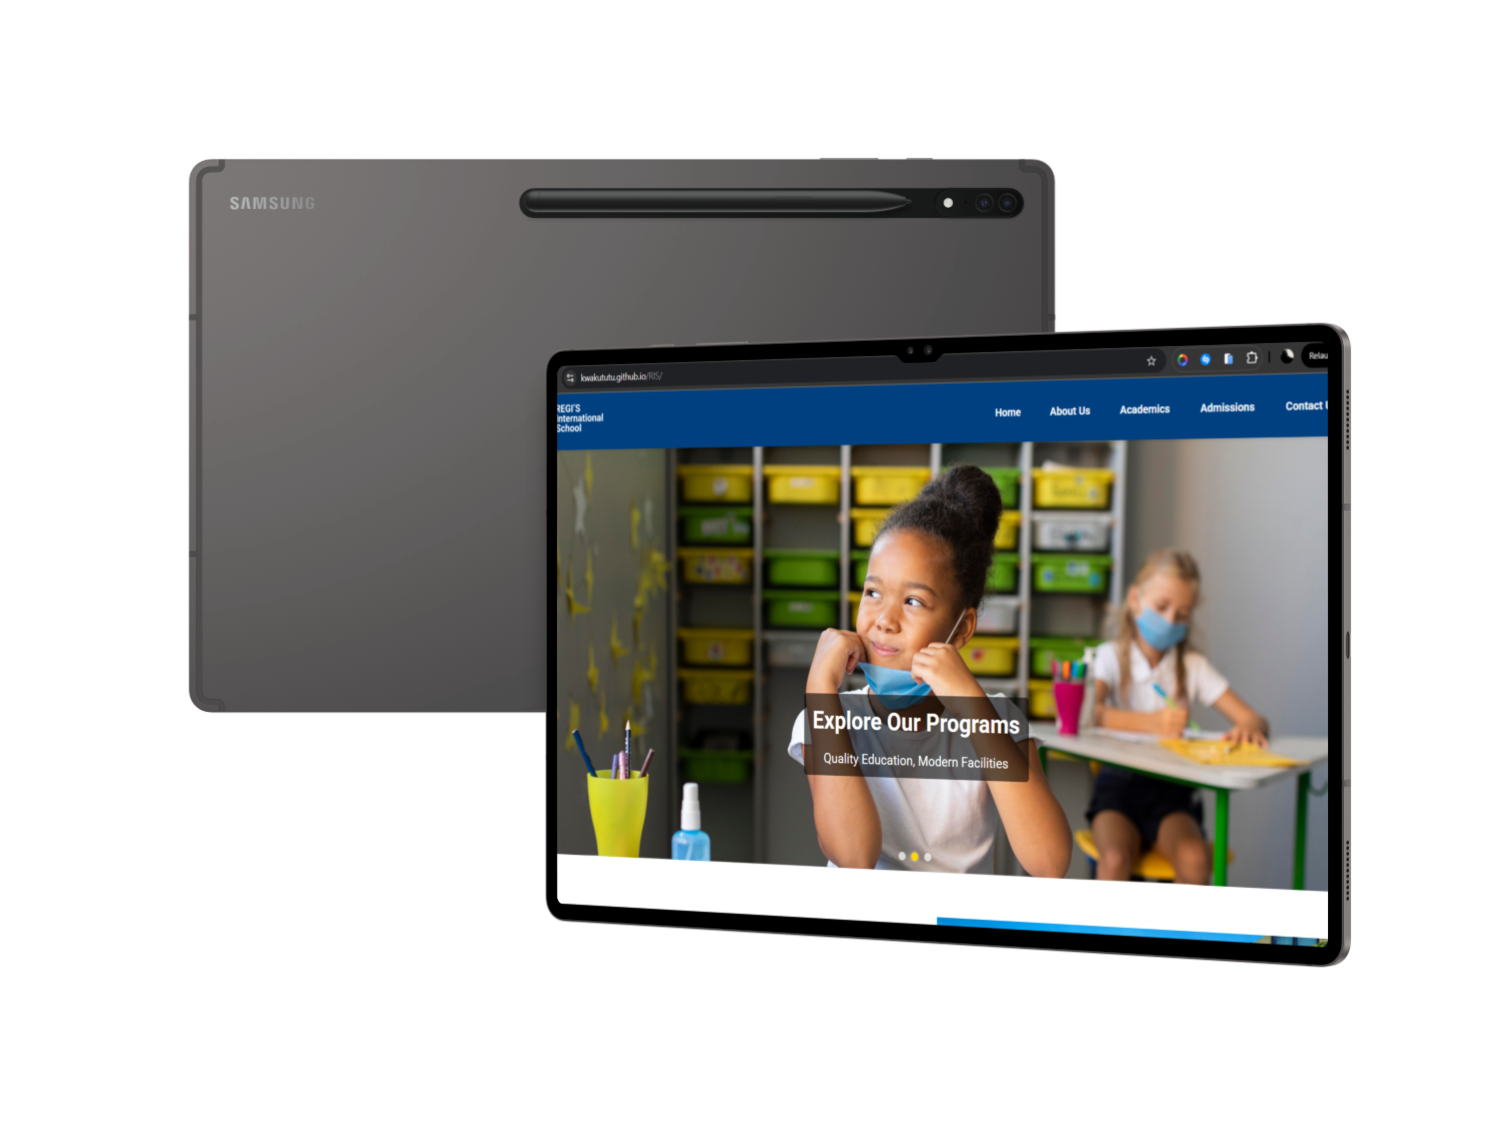 SAMSUNG
kwakututu.github.io/RIS/
Relau
REGI'S
International
School
Home
About Us
Academics
Admissions
Contact U
Explore Our Programs
Quality Education, Modern Facilities